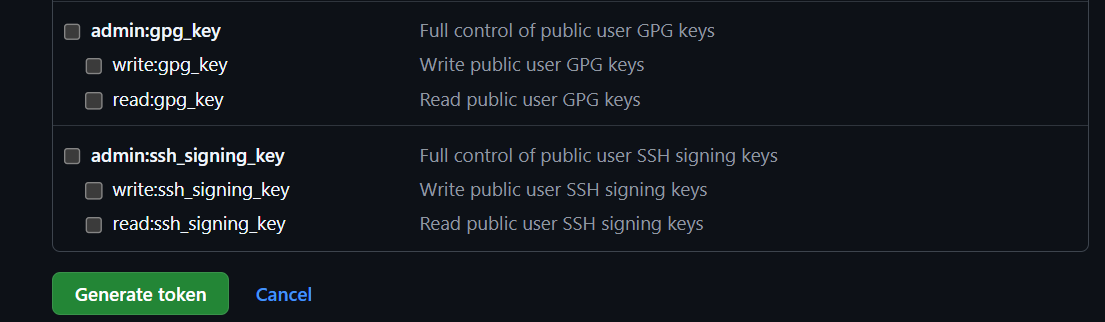 admin:gpg_key Full control of public user GPG keys
write:gpg_key Write public user GPG keys
read:gpg_key Read public user GPG keys
admin:ssh_signing_key Full control of public user SSH signing keys
write:ssh_signing_key Write public user SSH signing keys
read:ssh_signing_key Read public user SSH signing keys
Generate token Cancel